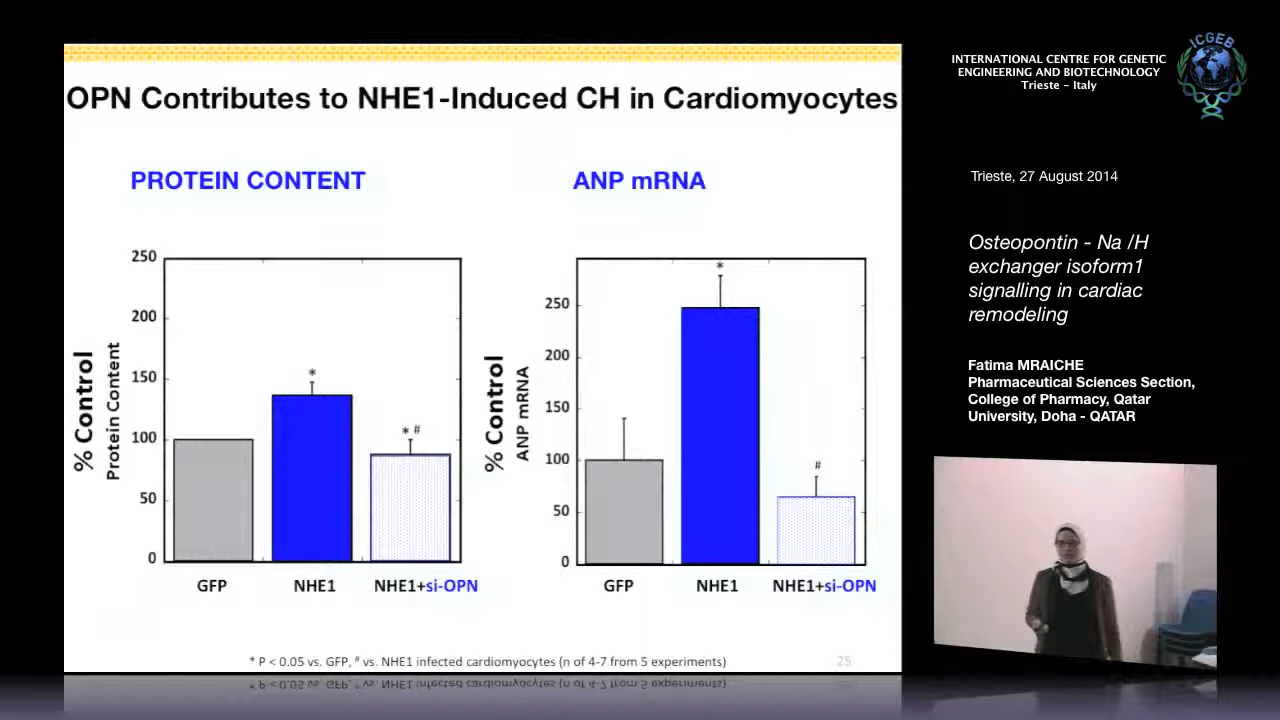 OPN Contributes to NHE1-Induced CH in Cardiomyocytes
PROTEIN CONTENT
% Control
Protein Content
250
200
150
100
50
0
*
* #
GFP
NHE1
NHE1+si-OPN
ANP mRNA
% Control
ANP mRNA
250
200
150
100
50
0
*
#
GFP
NHE1
NHE1+si-OPN
* P < 0.05 vs. GFP, # vs. NHE1 infected cardiomyocytes (n of 4-7 from 5 experiments)
25
INTERNATIONAL CENTRE FOR GENETIC
ENGINEERING AND BIOTECHNOLOGY
Trieste - Italy
ICGEB
Trieste, 27 August 2014
Osteopontin - Na /H
exchanger isoform1
signalling in cardiac
remodeling
Fatima MRAICHE
Pharmaceutical Sciences Section,
College of Pharmacy, Qatar
University, Doha - QATAR